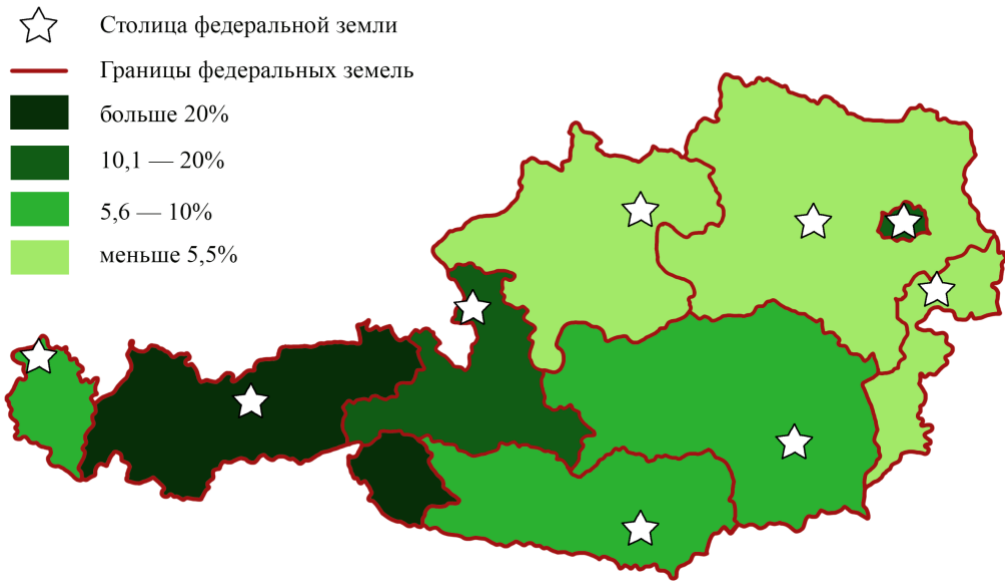 Столица федеральной земли
Границы федеральных земель
больше 20%
10,1 — 20%
5,6 — 10%
меньше 5,5%